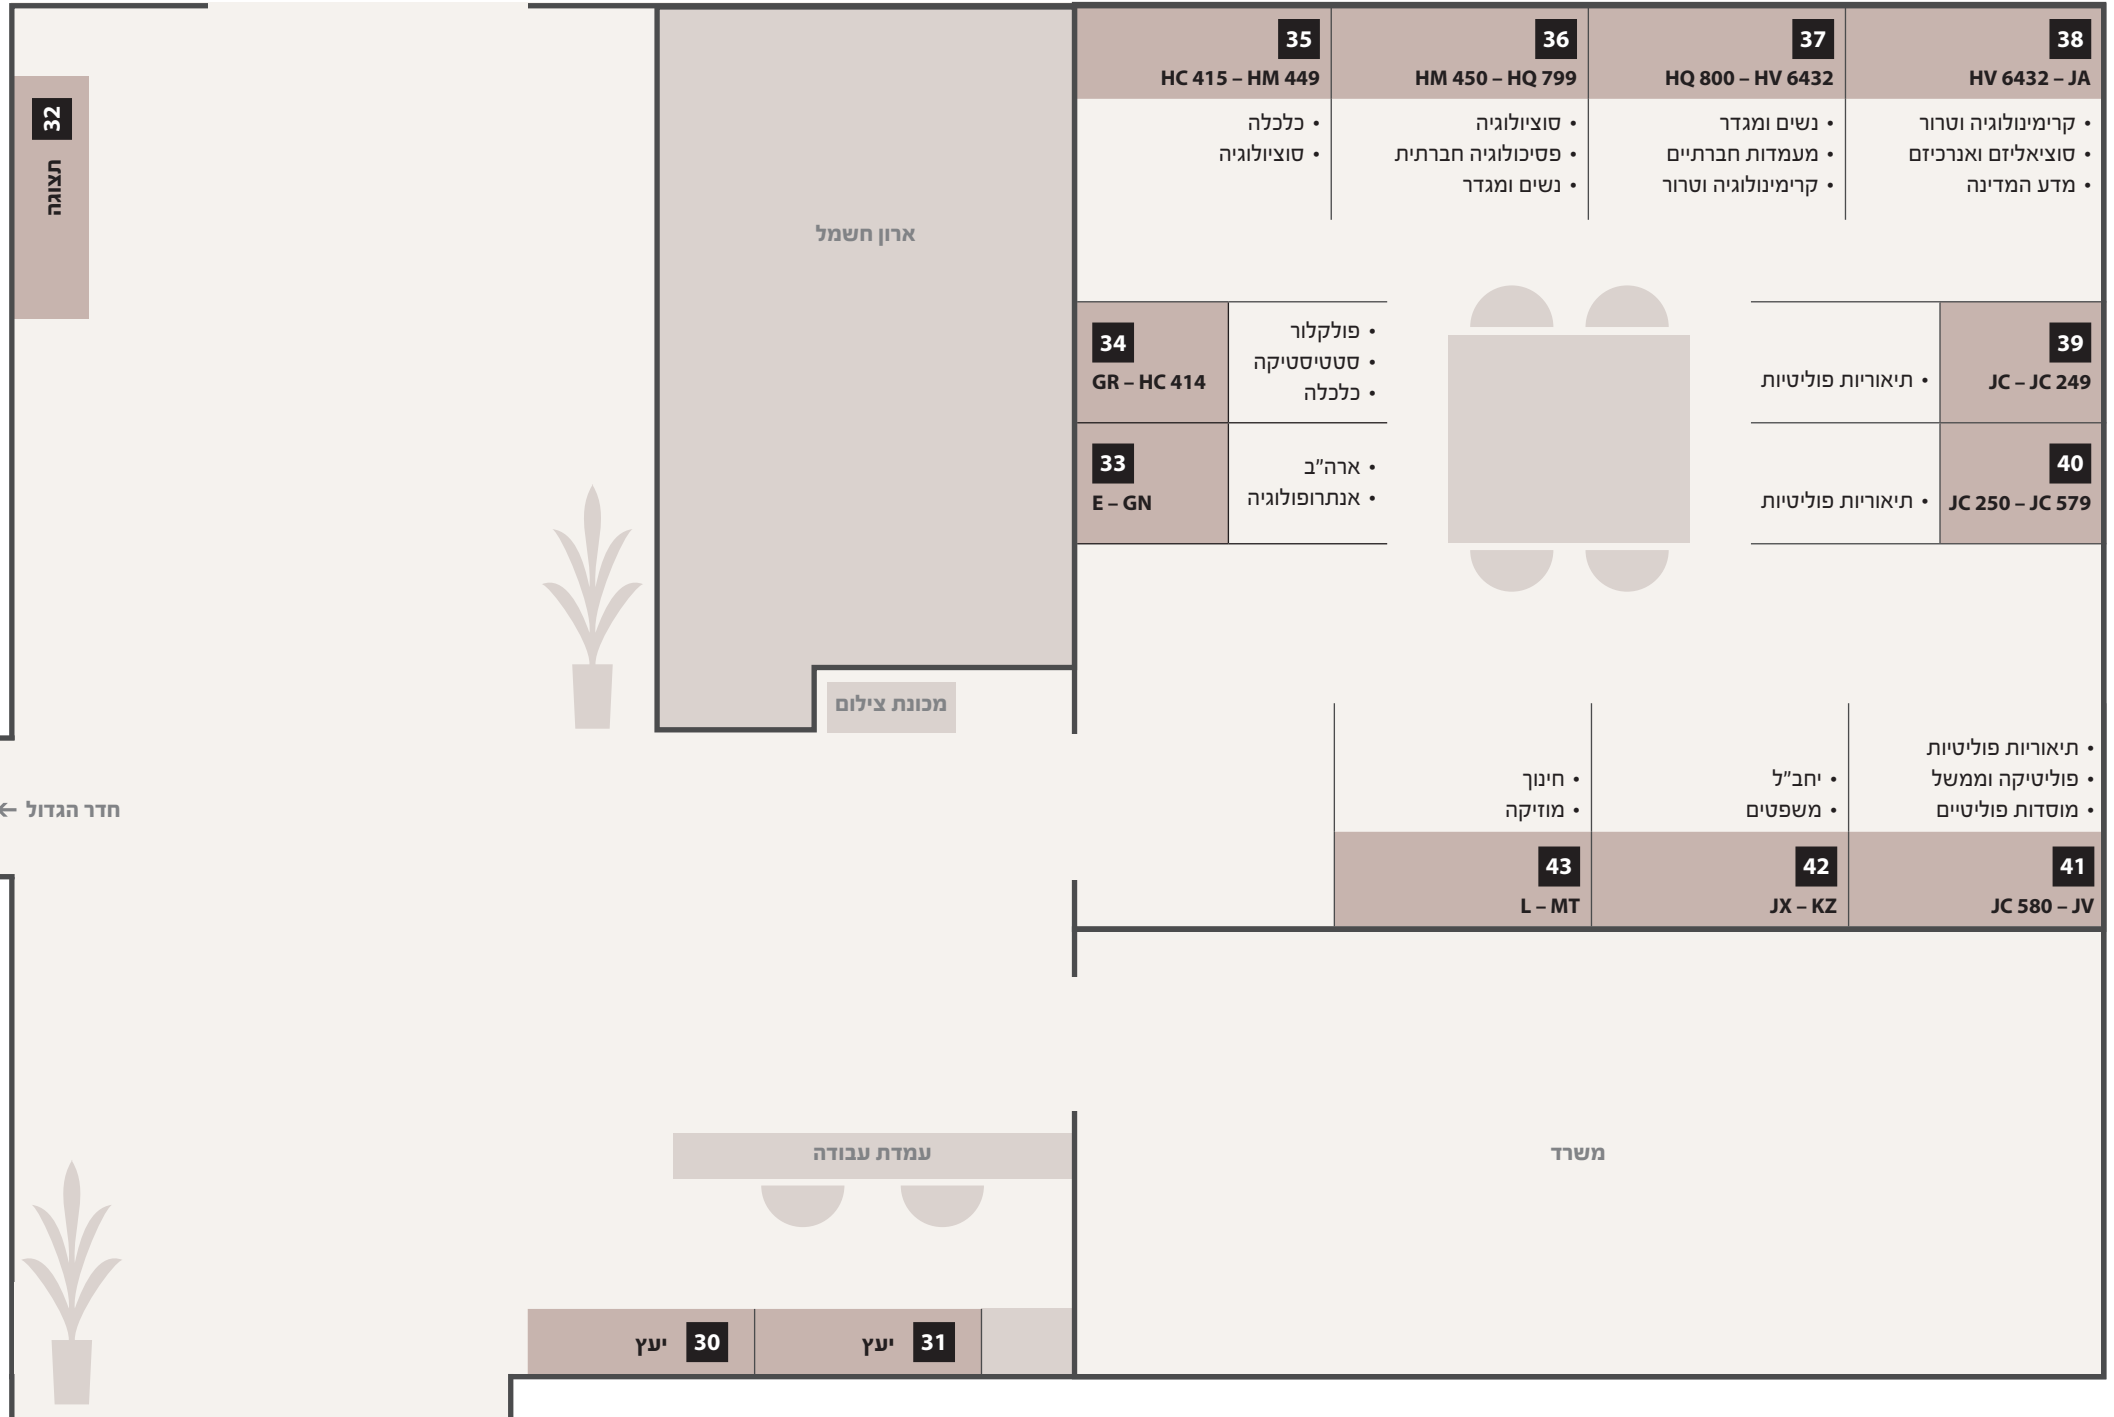 35
HC 415 – HM 449
• כלכלה
• סוציולוגיה
36
HM 450 – HQ 799
• סוציולוגיה
• פסיכולוגיה חברתית
• נשים ומגדר
37
HQ 800 – HV 6432
• נשים ומגדר
• מעמדות חברתיים
• קרימינולוגיה וטרור
38
HV 6432 – JA
• קרימינולוגיה וטרור
• סוציאליזם ואנרכיזם
• מדע המדינה
32
תצוגה
ארון חשמל
34
GR – HC 414
• פולקלור
• סטטיסטיקה
• כלכלה
33
E – GN
• ארה״ב
• אנתרופולוגיה
39
JC – JC 249
• תיאוריות פוליטיות
40
JC 250 – JC 579
• תיאוריות פוליטיות
מכונת צילום
חדר הגדול ←
• תיאוריות פוליטיות
• פוליטיקה וממשל
• מוסדות פוליטיים
41
JC 580 – JV
• יחב״ל
• משפטים
42
JX – KZ
• חינוך
• מוזיקה
43
L – MT
עמדת עבודה
משרד
31 יעץ
30 יעץ